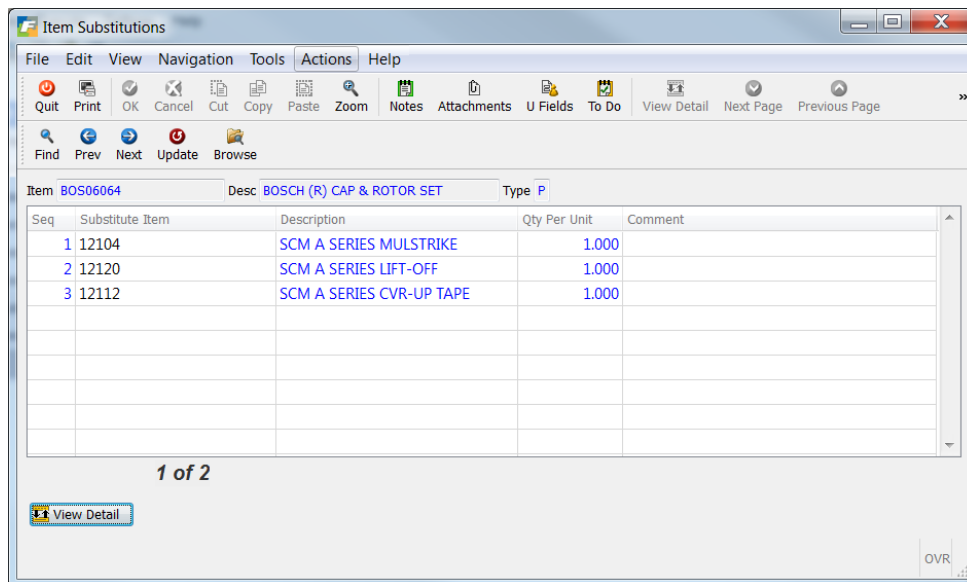 Item Substitutions
File Edit View Navigation Tools Actions Help
Quit Print OK Cancel Cut Copy Paste Zoom Notes Attachments U Fields To Do View Detail Next Page Previous Page »
Find Prev Next Update Browse
Item BOS06064 Desc BOSCH (R) CAP & ROTOR SET Type P
Seq Substitute Item Description Qty Per Unit Comment
1 12104 SCM A SERIES MULSTRIKE 1.000
2 12120 SCM A SERIES LIFT-OFF 1.000
3 12112 SCM A SERIES CVR-UP TAPE 1.000
1 of 2
View Detail
OVR